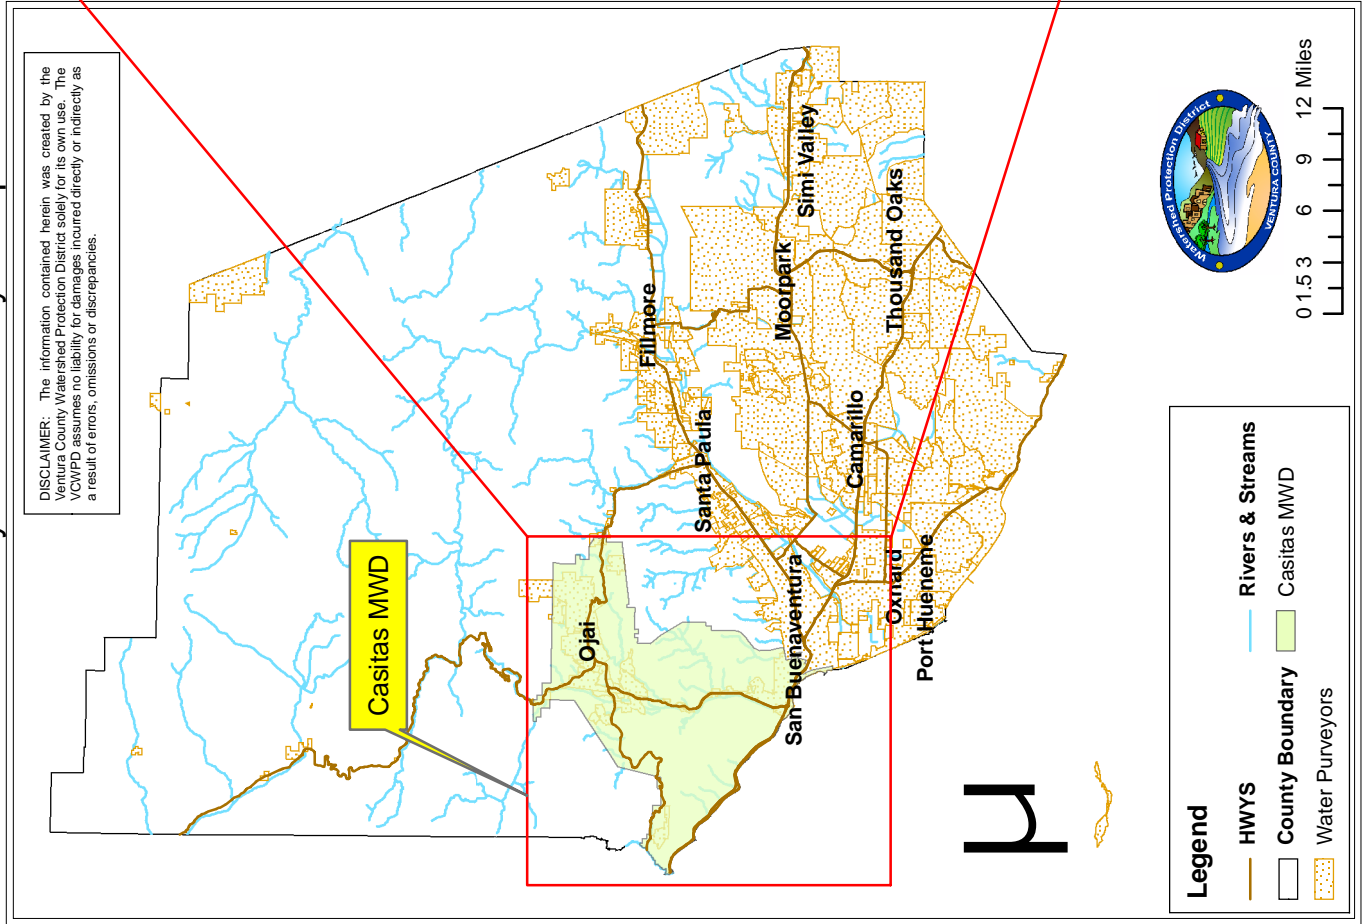 DISCLAIMER: The information contained herein was created by the
Ventura County Watershed Protection District solely for its own use. The
VCWPD assumes no liability for damages incurred directly or indirectly as
a result of errors, omissions or discrepancies.
Casitas MWD
Ojai
Fillmore
Santa Paula
Moorpark
San Buenaventura
Simi Valley
Camarillo
Thousand Oaks
Oxnard
Port Hueneme
µ
Watershed Protection District
VENTURA COUNTY
0 1.5 3 6 9 12 Miles
Legend
HWYS
Rivers & Streams
County Boundary
Casitas MWD
Water Purveyors